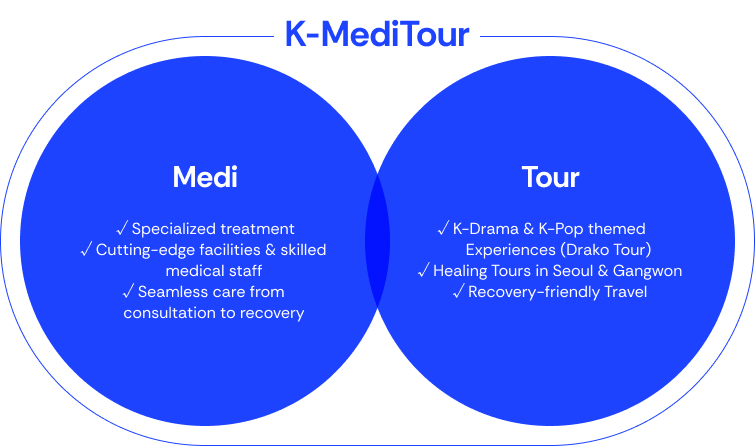 K-MediTour
Medi
✓ Specialized treatment
✓ Cutting-edge facilities & skilled
medical staff
✓ Seamless care from
consultation to recovery
Tour
✓ K-Drama & K-Pop themed
Experiences (Drako Tour)
✓ Healing Tours in Seoul & Gangwon
✓ Recovery-friendly Travel